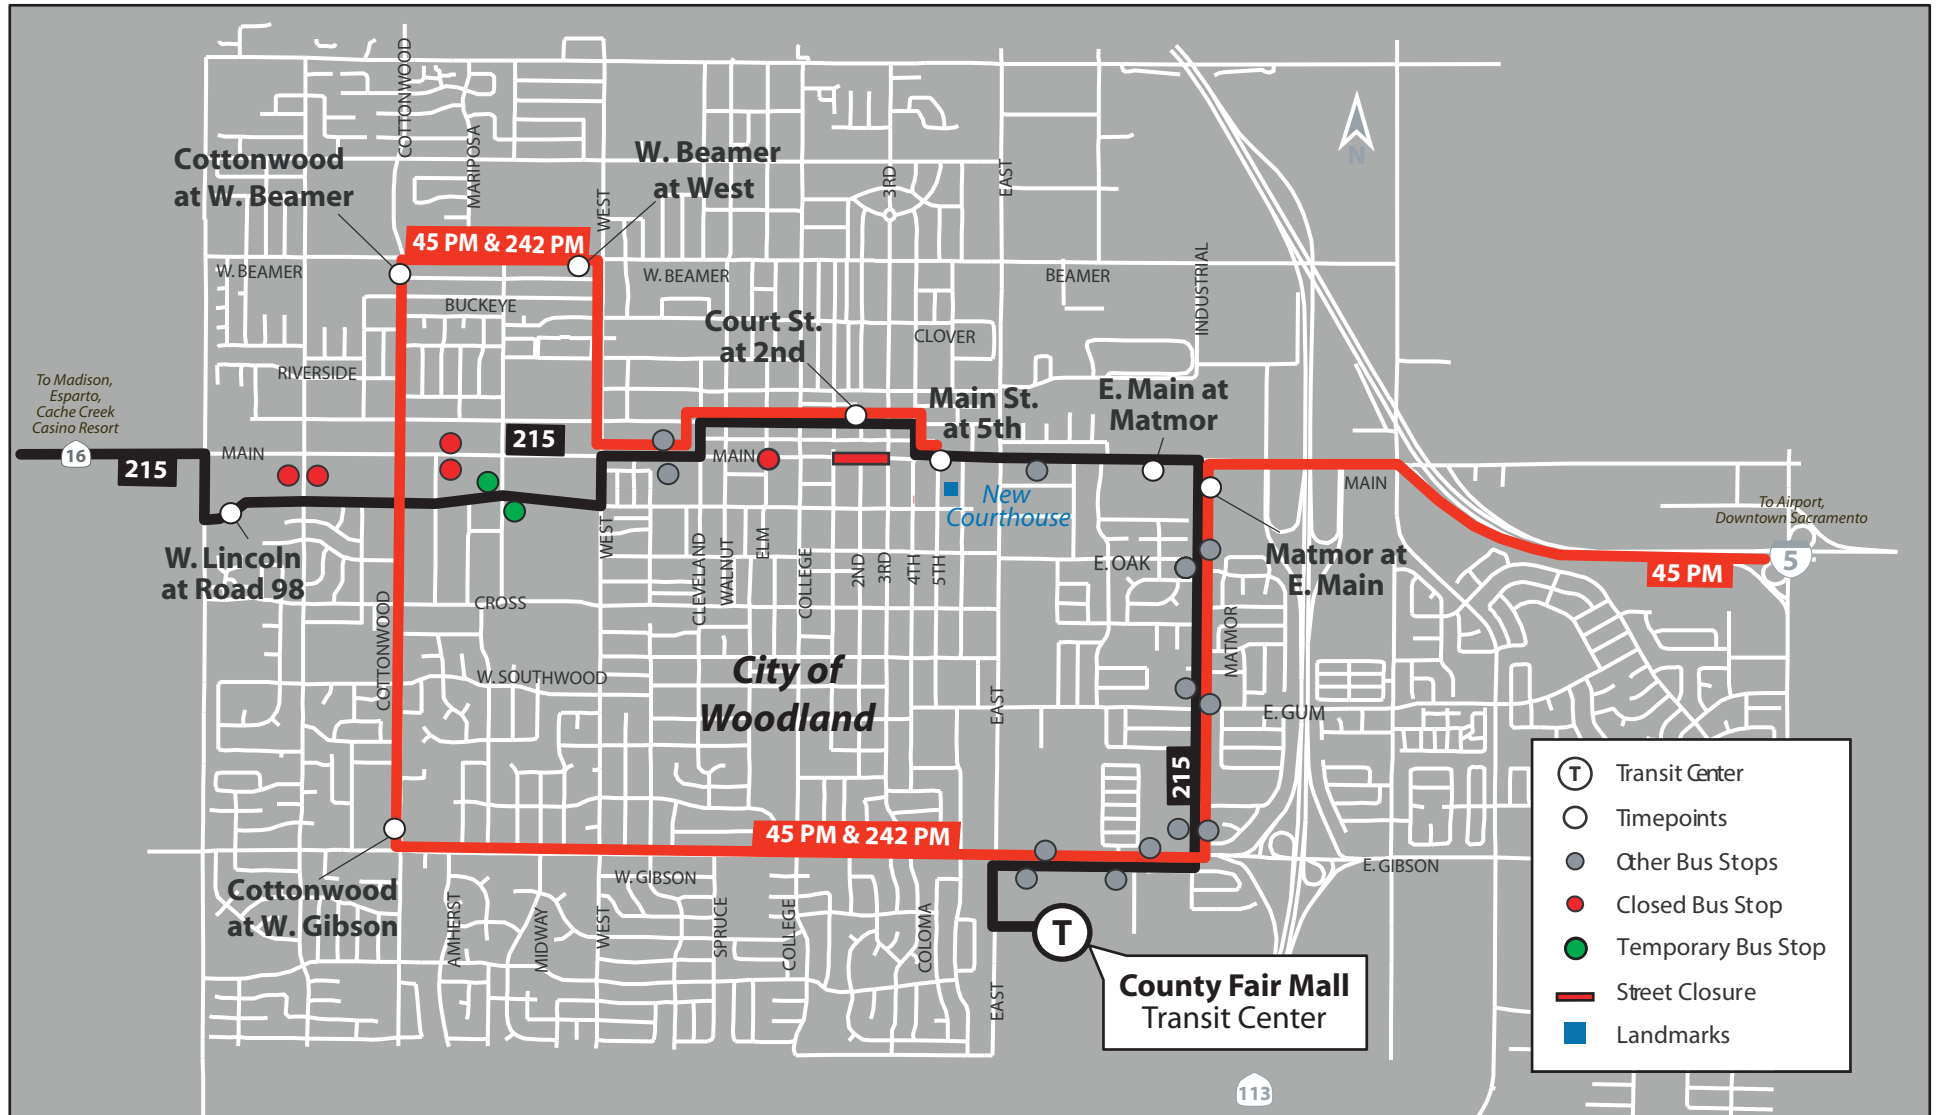 COTTONWOOD
MARIPOSA
Cottonwood
at W. Beamer
W. Beamer
at West
WEST
3RD
EAST
N
45 PM & 242 PM
W. BEAMER
W. BEAMER
BEAMER
INDUSTRIAL
BUCKEYE
Court St.
at 2nd
CLOVER
RIVERSIDE
To Madison,
Esparto,
Cache Creek
Casino Resort
Main St.
at 5th
E. Main at
Matmor
16
215
MAIN
215
MAIN
MAIN
New
Courthouse
To Airport,
Downtown Sacramento
5
45 PM
W. Lincoln
at Road 98
WEST
CLEVELAND
WALNUT
ELM
COLLEGE
2ND
3RD
4TH
5TH
E. OAK
Matmor at
E. Main
COTTONWOOD
CROSS
MATMOR
W. SOUTHWOOD
City of
Woodland
EAST
E. GUM
215
45 PM & 242 PM
Cottonwood
at W. Gibson
W. GIBSON
E. GIBSON
AMHERST
MIDWAY
WEST
SPRUCE
COLLEGE
COLOMA
EAST
T
County Fair Mall
Transit Center
113
T Transit Center
Timepoints
Other Bus Stops
Closed Bus Stop
Temporary Bus Stop
Street Closure
Landmarks